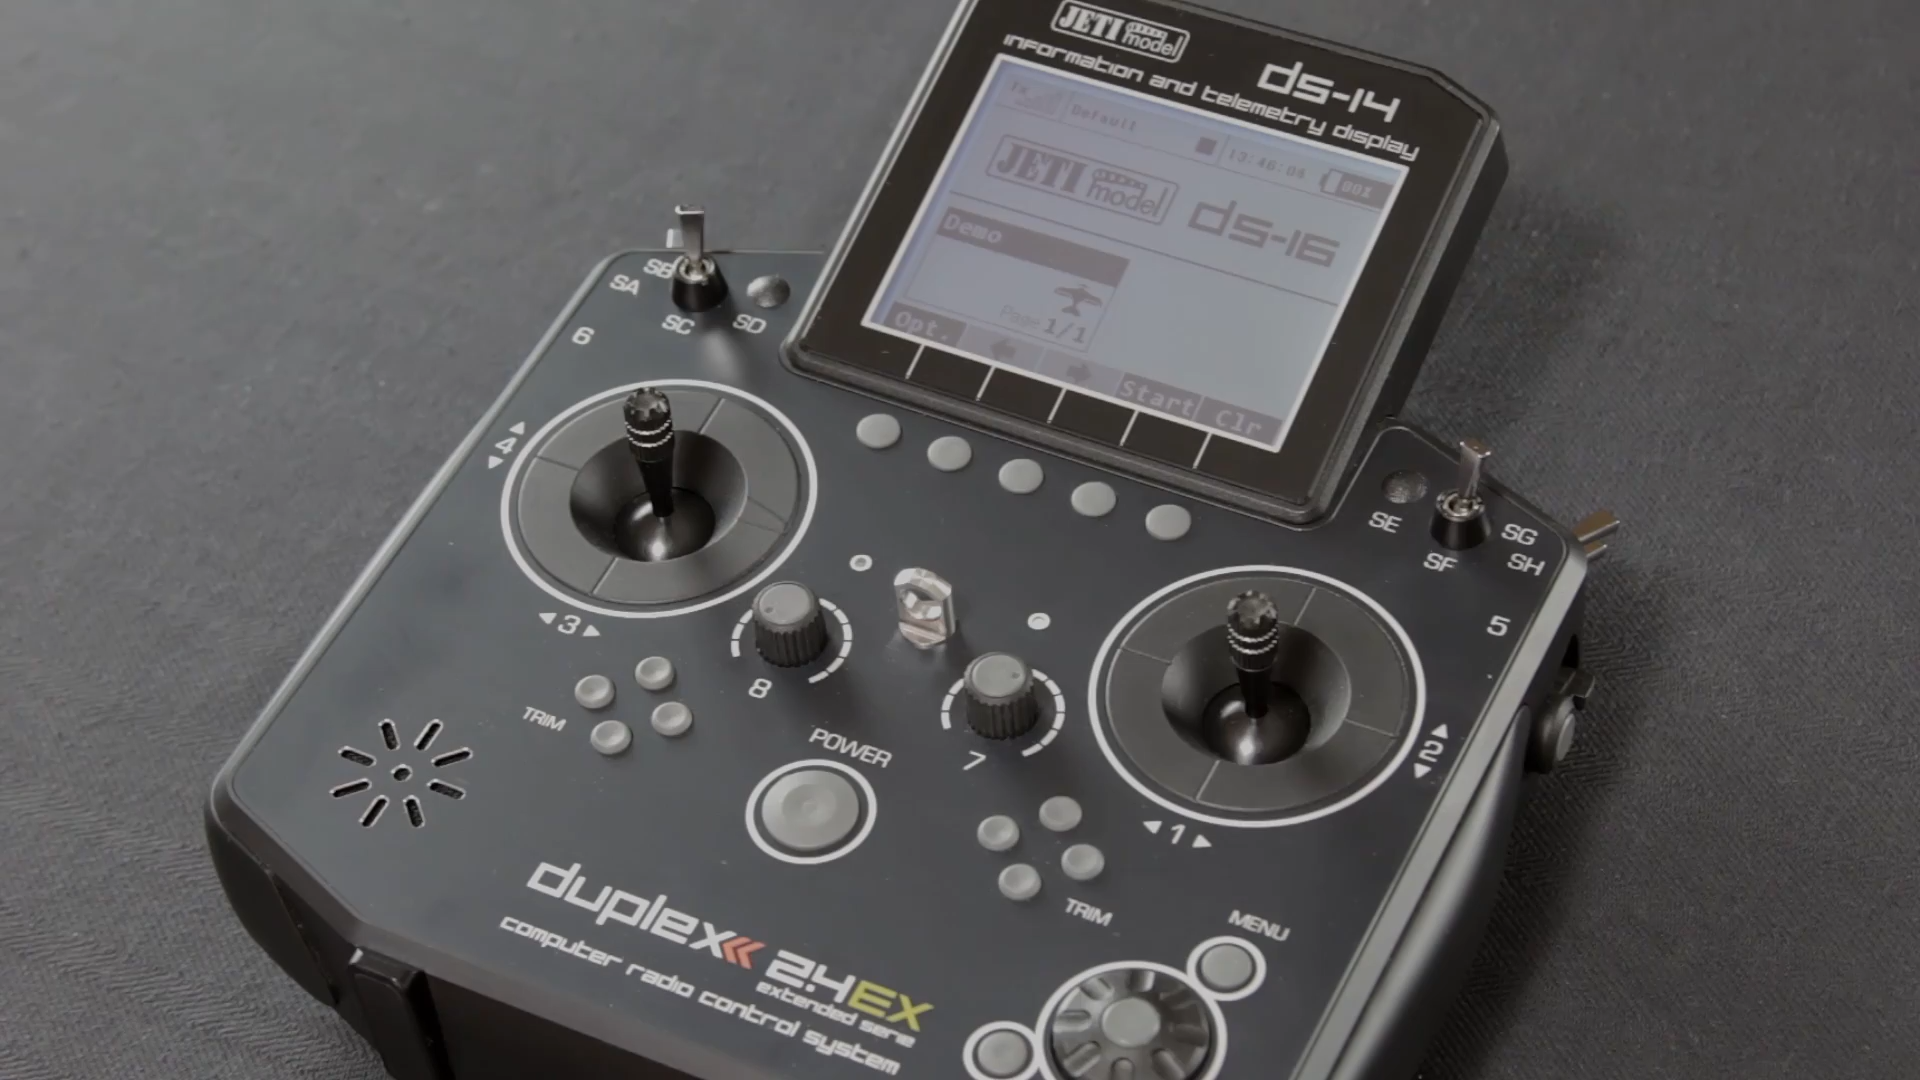 JETI model
ds-14
information and telemetry display
Tx
Default
13:46:04
JETI model
ds-16
Demo
Page 1/1
Opt.
Start
Clr
SA
SB
SC
SD
6
SE
SF
SG
SH
5
4
3
8
7
2
1
TRIM
POWER
TRIM
MENU
duplex 2.4EX
extended serie
computer radio control system